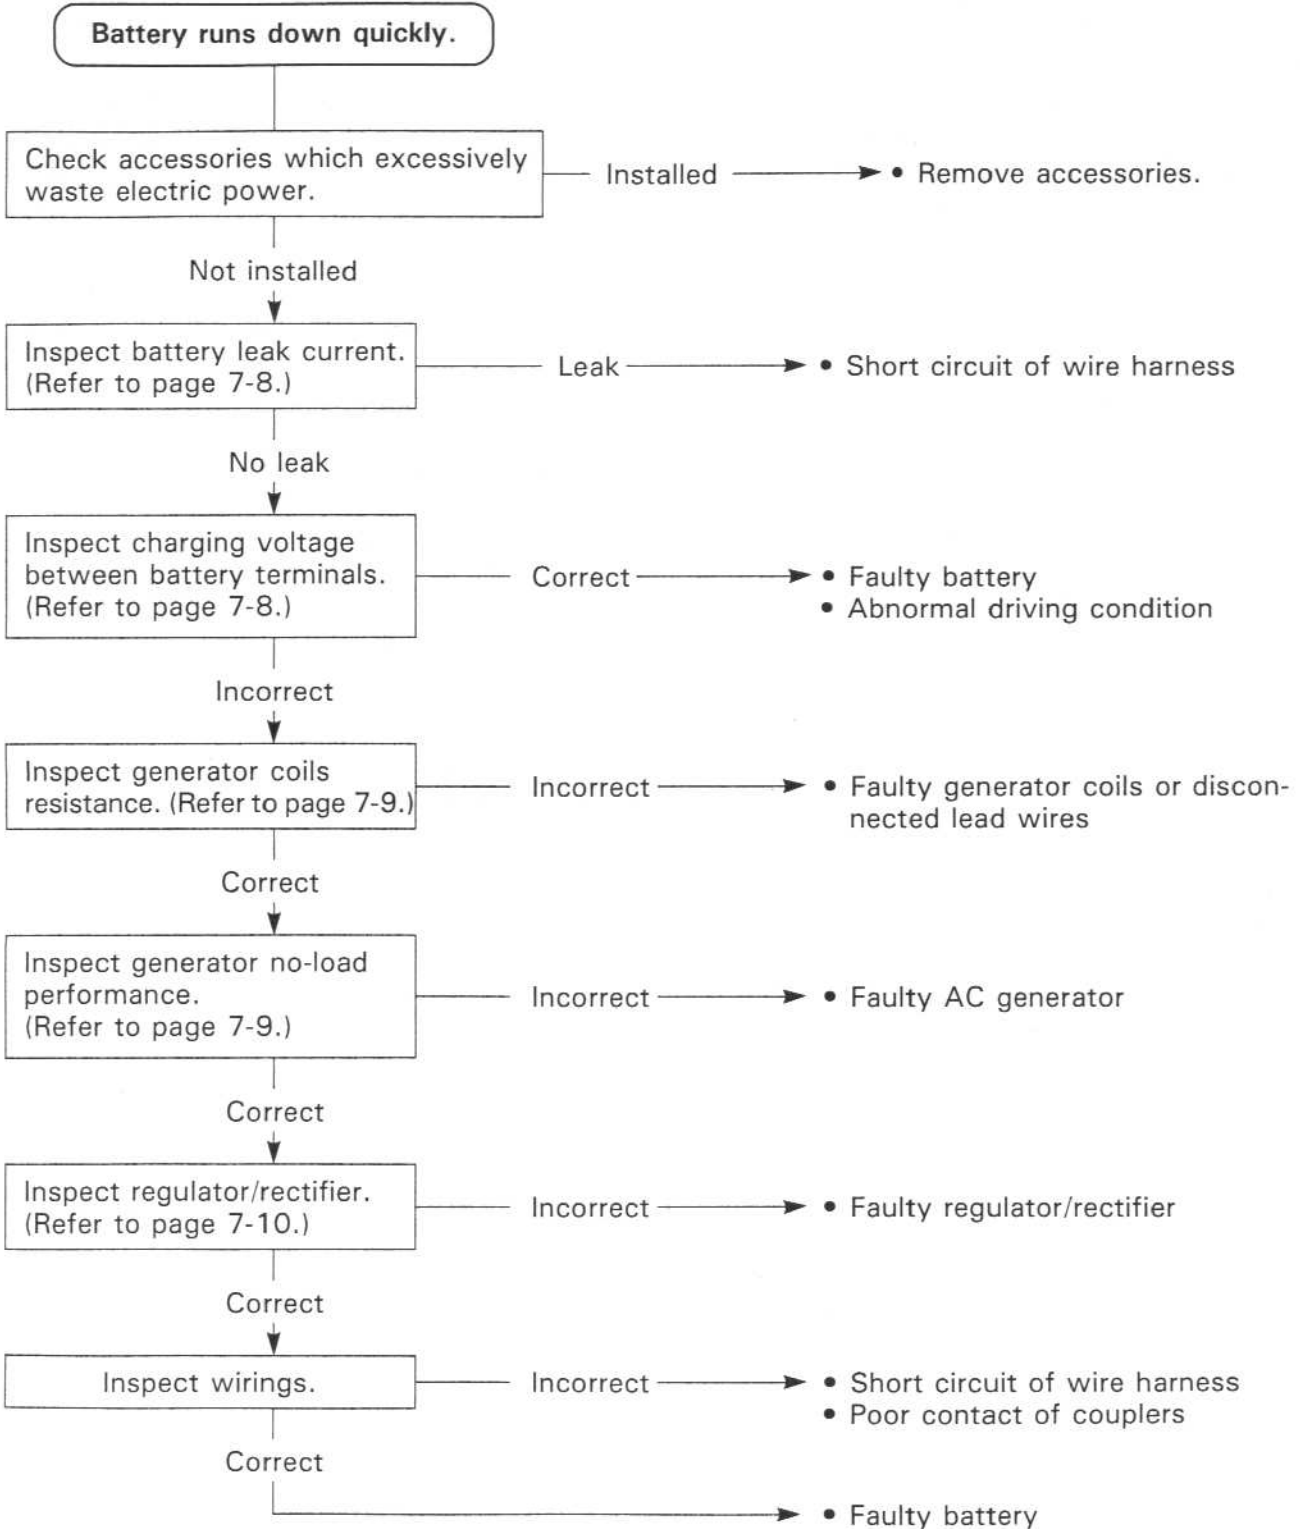 Battery runs down quickly.
Check accessories which excessively
waste electric power.
Installed
• Remove accessories.
Not installed
Inspect battery leak current.
(Refer to page 7-8.)
Leak
• Short circuit of wire harness
No leak
Inspect charging voltage
between battery terminals.
(Refer to page 7-8.)
Correct
• Faulty battery
• Abnormal driving condition
Incorrect
Inspect generator coils
resistance. (Refer to page 7-9.)
Incorrect
• Faulty generator coils or discon-
nected lead wires
Correct
Inspect generator no-load
performance.
(Refer to page 7-9.)
Incorrect
• Faulty AC generator
Correct
Inspect regulator/rectifier.
(Refer to page 7-10.)
Incorrect
• Faulty regulator/rectifier
Correct
Inspect wirings.
Incorrect
• Short circuit of wire harness
• Poor contact of couplers
Correct
• Faulty battery